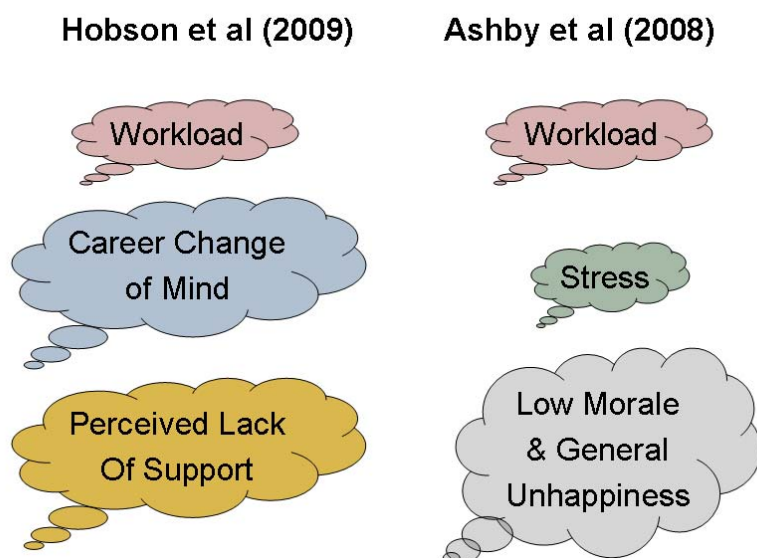 Hobson et al (2009)
Workload
Career Change
of Mind
Perceived Lack
Of Support
Ashby et al (2008)
Workload
Stress
Low Morale
& General
Unhappiness